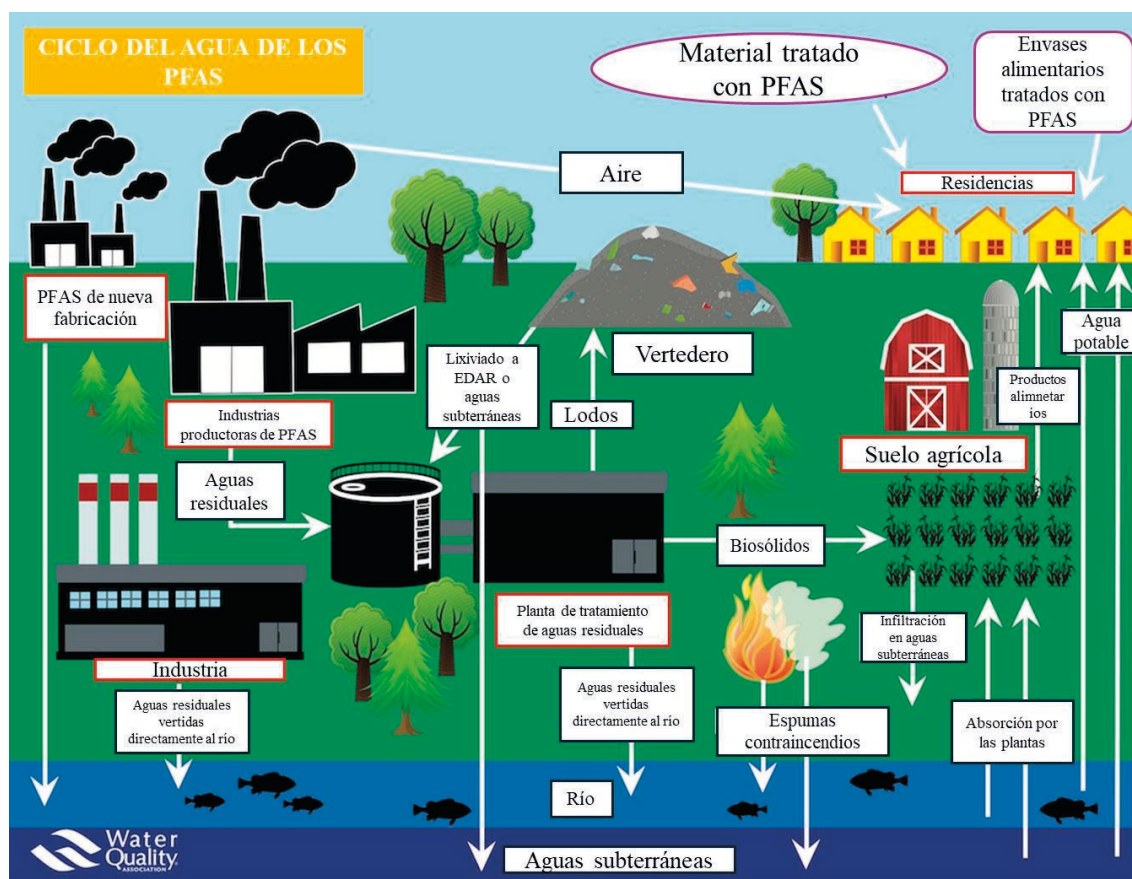 CICLO DEL AGUA DE LOS
PFAS
Material tratado
con PFAS
Envases
alimentarios
tratados con
PFAS
Aire
Residencias
PFAS de nueva
fabricación
Agua
potable
Lixiviado a
EDAR o
aguas
subterráneas
Vertedero
Productos
alimnetar
ios
Lodos
Industrias
productoras de PFAS
Suelo agrícola
Aguas
residuales
Biosólidos
Planta de tratamiento
de aguas residuales
Infiltración
en aguas
subterráneas
Industria
Aguas residuales
vertidas
directamente al río
Aguas residuales
vertidas
directamente al río
Espumas
contraincendios
Absorción por
las plantas
Río
Water
Quality
ASSOCIATION
Aguas subterráneas